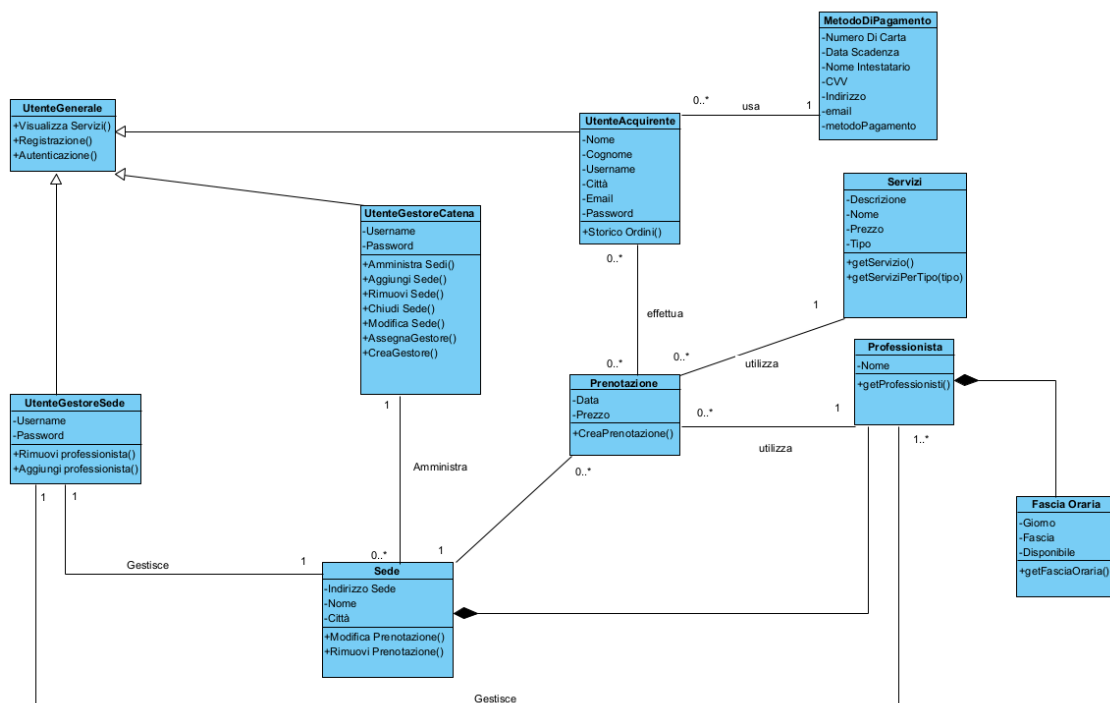 MetodoDiPagamento
-Numero Di Carta
-Data Scadenza
-Nome Intestatario
-CVV
-Indirizzo
-email
-metodoPagamento
0..*
usa
1
UtenteGenerale
+Visualizza Servizi()
+Registrazione()
+Autenticazione()
UtenteAcquirente
-Nome
-Cognome
-Username
-Città
-Email
-Password
+Storico Ordini()
0..*
effettua
0..*
Servizi
-Descrizione
-Nome
-Prezzo
-Tipo
+getServizio()
+getServiziPerTipo(tipo)
1
0..*
utilizza
UtenteGestoreCatena
-Username
-Password
+Amministra Sedi()
+Aggiungi Sede()
+Rimuovi Sede()
+Chiudi Sede()
+Modifica Sede()
+AssegnaGestore()
+CreaGestore()
1
Amministra
0..*
Professionista
-Nome
+getProfessionisti()
1..*
Prenotazione
-Data
-Prezzo
+CreaPrenotazione()
0..*
1
utilizza
0..*
1
UtenteGestoreSede
-Username
-Password
+Rimuovi professionista()
+Aggiungi professionista()
1
1
Gestisce
1
Fascia Oraria
-Giorno
-Fascia
-Disponibile
+getFasciaOraria()
Sede
-Indirizzo Sede
-Nome
-Città
+Modifica Prenotazione()
+Rimuovi Prenotazione()
Gestisce